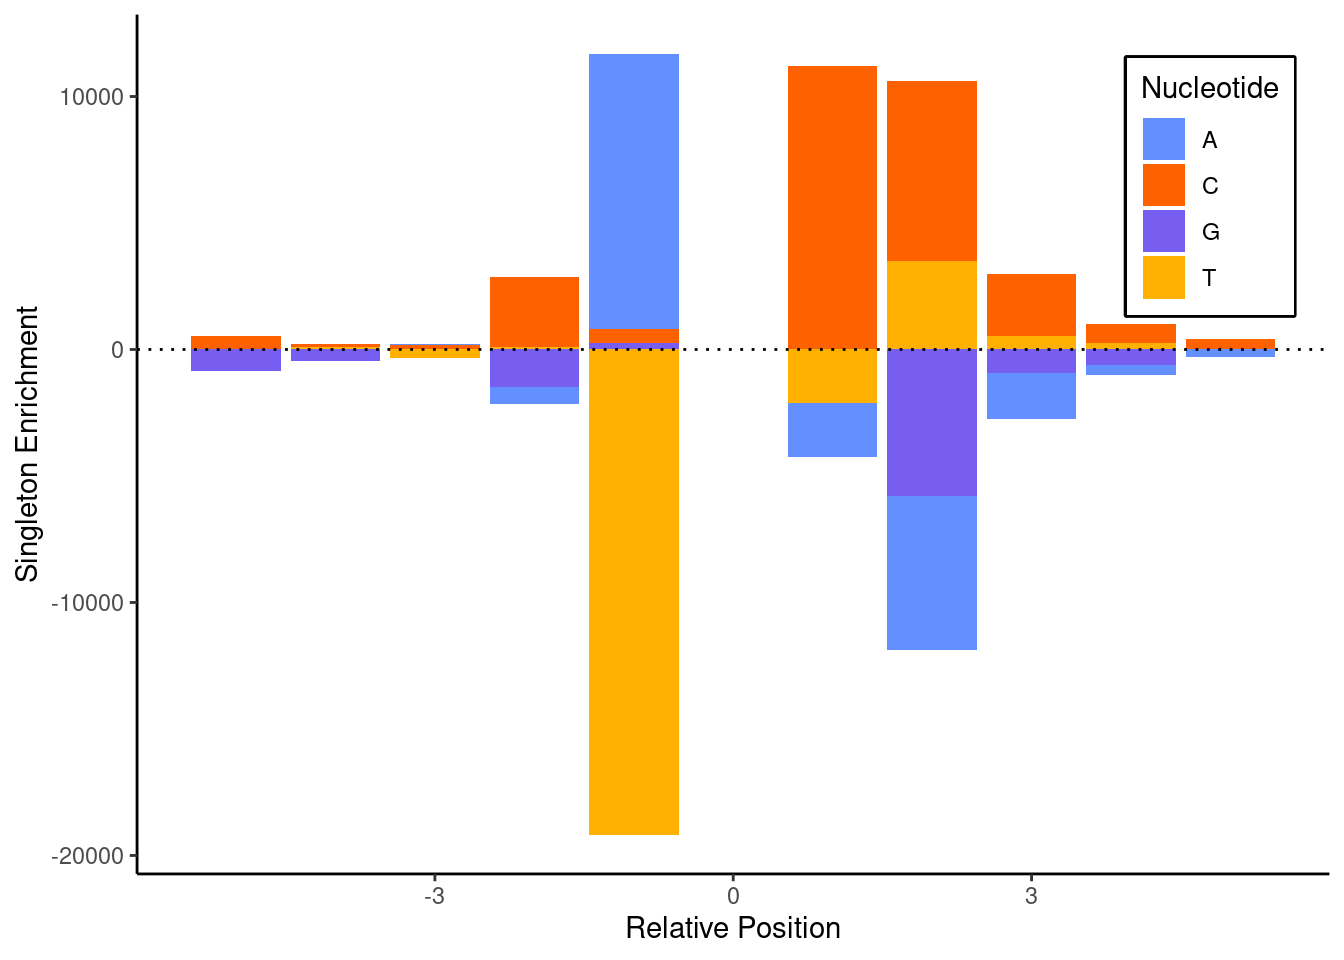 10000
0
-10000
-20000
Singleton Enrichment
-3
0
3
Relative Position
Nucleotide
A
C
G
T